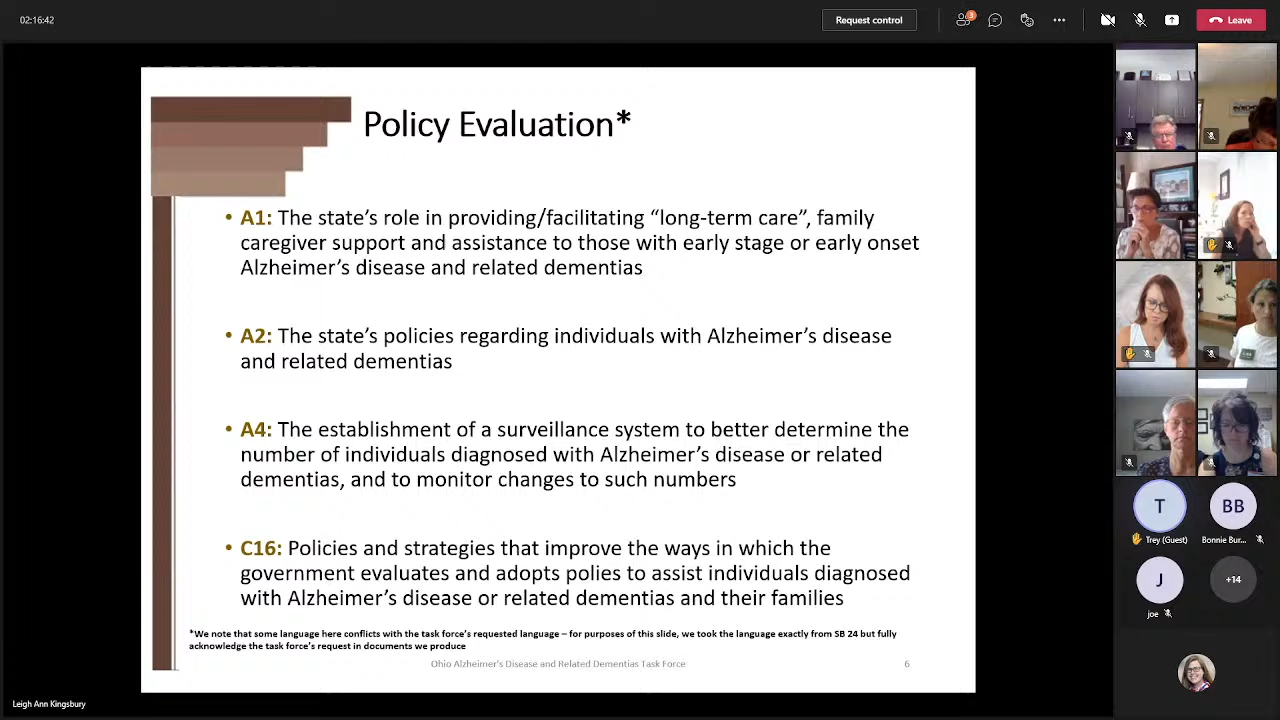 02:16:42
Request control
3
Leave
Policy Evaluation*
• A1: The state’s role in providing/facilitating “long-term care”, family
caregiver support and assistance to those with early stage or early onset
Alzheimer’s disease and related dementias
• A2: The state’s policies regarding individuals with Alzheimer’s disease
and related dementias
• A4: The establishment of a surveillance system to better determine the
number of individuals diagnosed with Alzheimer’s disease or related
dementias, and to monitor changes to such numbers
• C16: Policies and strategies that improve the ways in which the
government evaluates and adopts polies to assist individuals diagnosed
with Alzheimer’s disease or related dementias and their families
*We note that some language here conflicts with the task force’s requested language – for purposes of this slide, we took the language exactly from SB 24 but fully
acknowledge the task force’s request in documents we produce
Ohio Alzheimer's Disease and Related Dementias Task Force
6
T
BB
Trey (Guest)
Bonnie Bur...
J
+14
joe
Leigh Ann Kingsbury